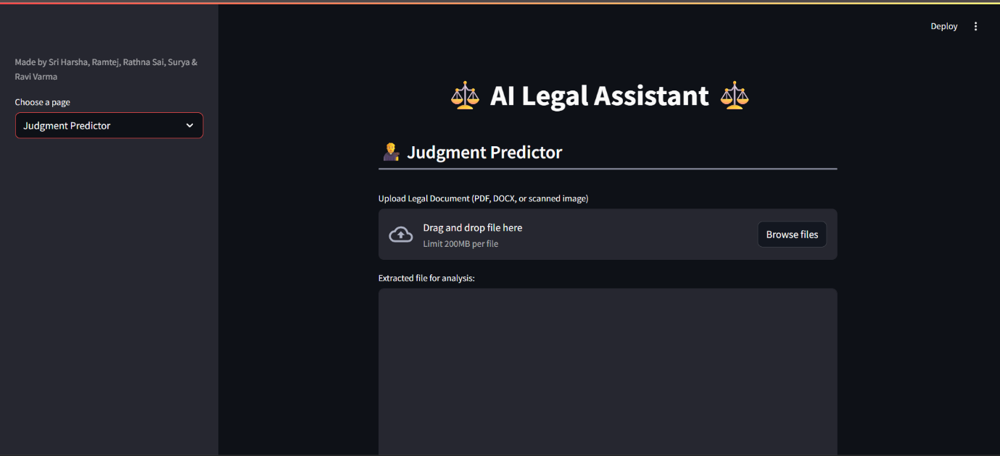 Deploy
Made by Sri Harsha, Ramtej, Rathna Sai, Surya &
Ravi Varma
Choose a page
Judgment Predictor
AI Legal Assistant
Judgment Predictor
Upload Legal Document (PDF, DOCX, or scanned image)
Drag and drop file here
Limit 200MB per file
Browse files
Extracted file for analysis: